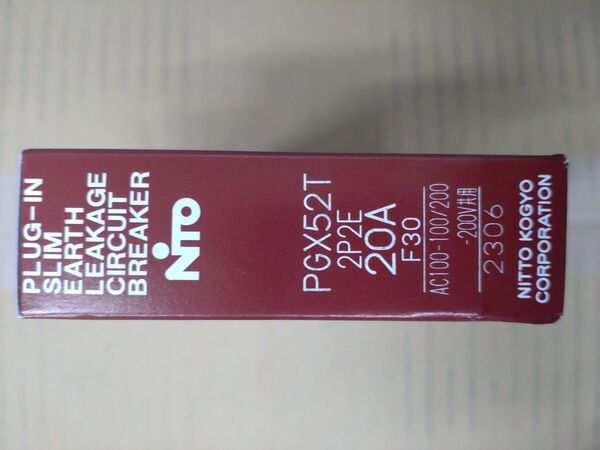 PLUG-IN
SLIM
EARTH
LEAKAGE
CIRCUIT
BREAKER
NiTO
PGX52T
2P2E
20A
F30
AC100-100/200
-200V共用
2306
NITTO KOGYO
CORPORATION